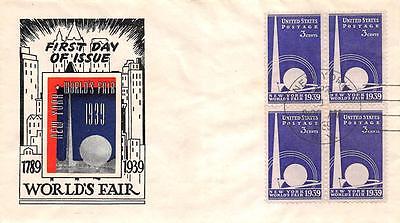 FIRST DAY
OF ISSUE
NEW YORK
WORLD'S FAIR
1939
1789
1939
WORLD'S FAIR
UNITED STATES
POSTAGE
3 CENTS
NEW YORK
WORLD'S FAIR 1939
UNITED STATES
POSTAGE
3 CENTS
NEW YORK
WORLD'S FAIR 1939
UNITED STATES
POSTAGE
3 CENTS
NEW YORK
WORLD'S FAIR 1939
UNITED STATES
POSTAGE
3 CENTS
NEW YORK
WORLD'S FAIR 1939